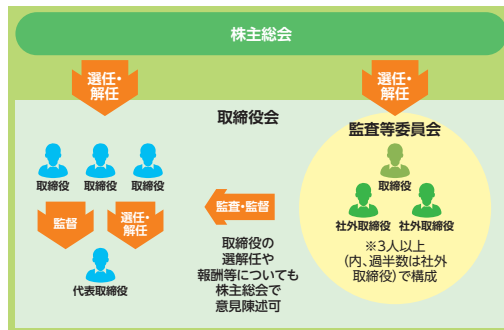 株主総会
選任・
解任
選任・
解任
取締役会
監査等委員会
取締役
取締役
取締役
取締役
監査・監督
社外取締役
社外取締役
監督
選任・
解任
代表取締役
取締役の
選解任や
報酬等についても
株主総会で
意見陳述可
※3人以上
(内、過半数は社外
取締役)で構成